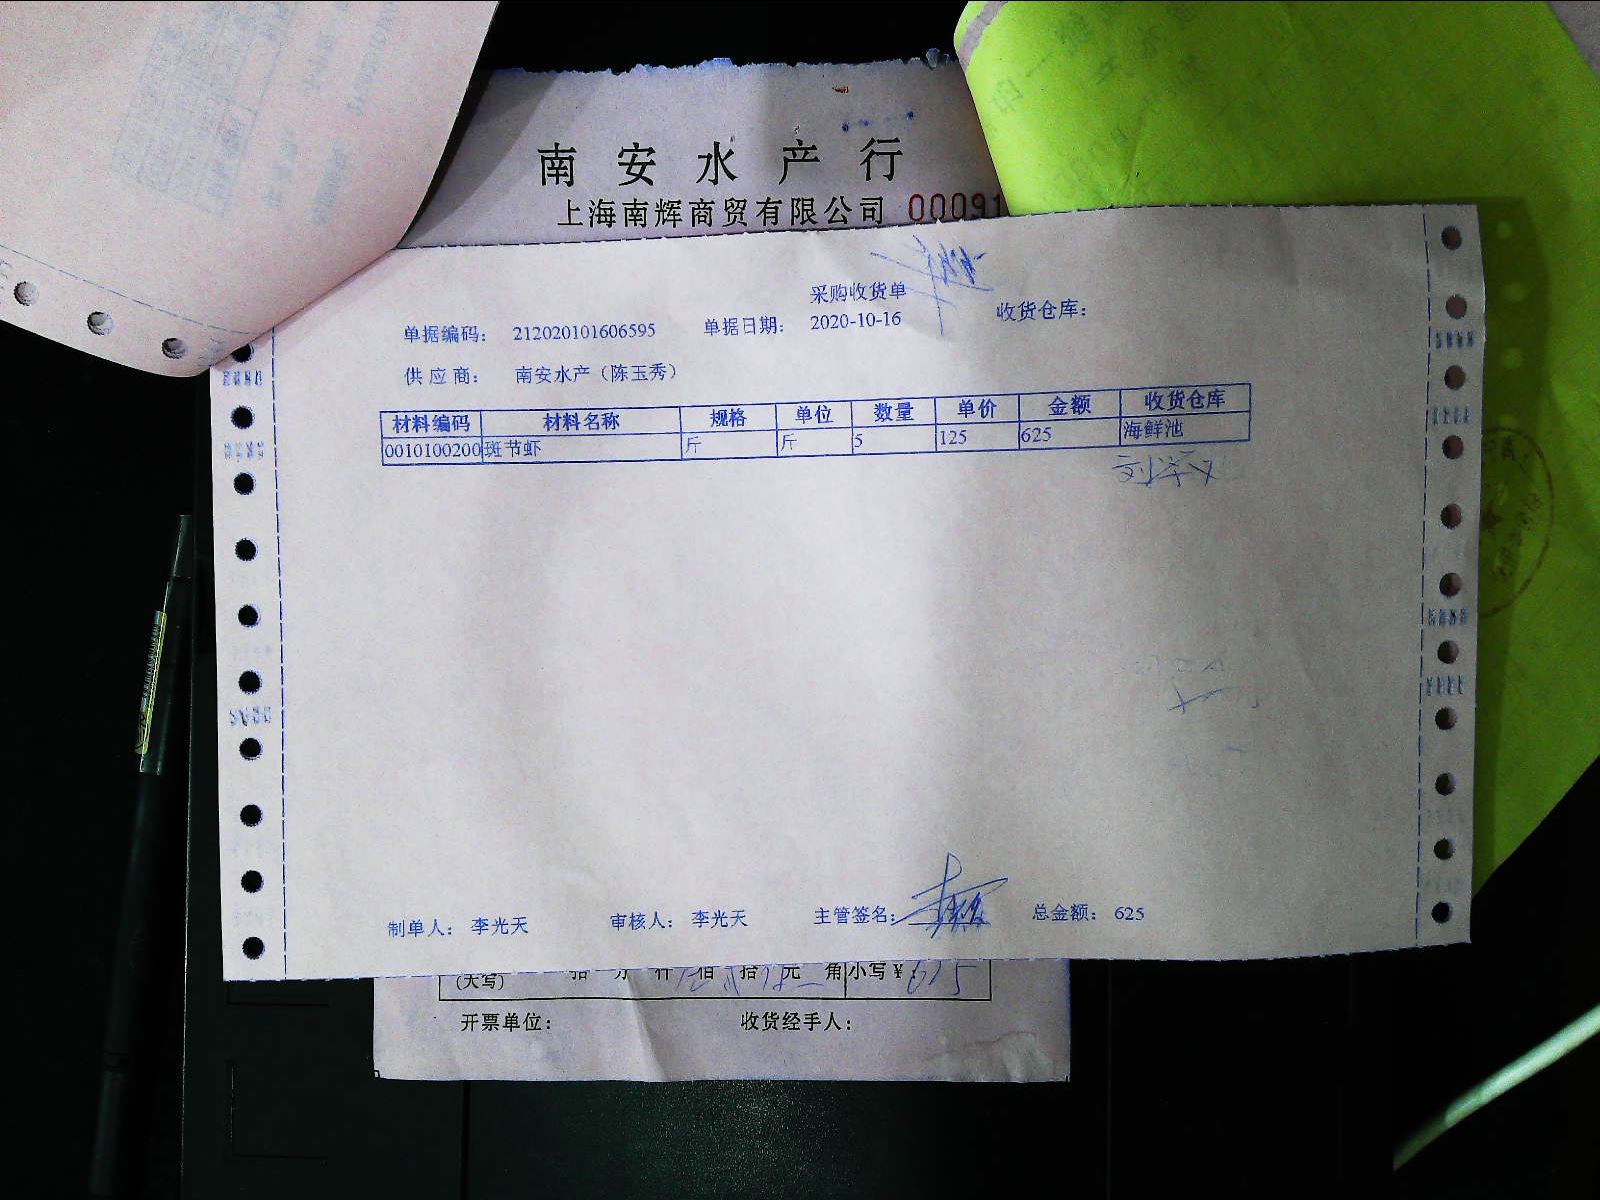 南安水产行
上海南辉商贸有限公司 00091
采购收货单
单据编码： 212020101606595 单据日期： 2020-10-16 收货仓库：
供应商： 南安水产（陈玉秀）
材料编码 材料名称 规格 单位 数量 单价 金额 收货仓库
0010100200 斑节虾 斤 斤 5 125 625 海鲜池
制单人： 李光天 审核人： 李光天 主管签名： 总金额： 625
(大写) 拾 万 仟 佰 拾 元 角 小写￥：625
开票单位： 收货经手人：